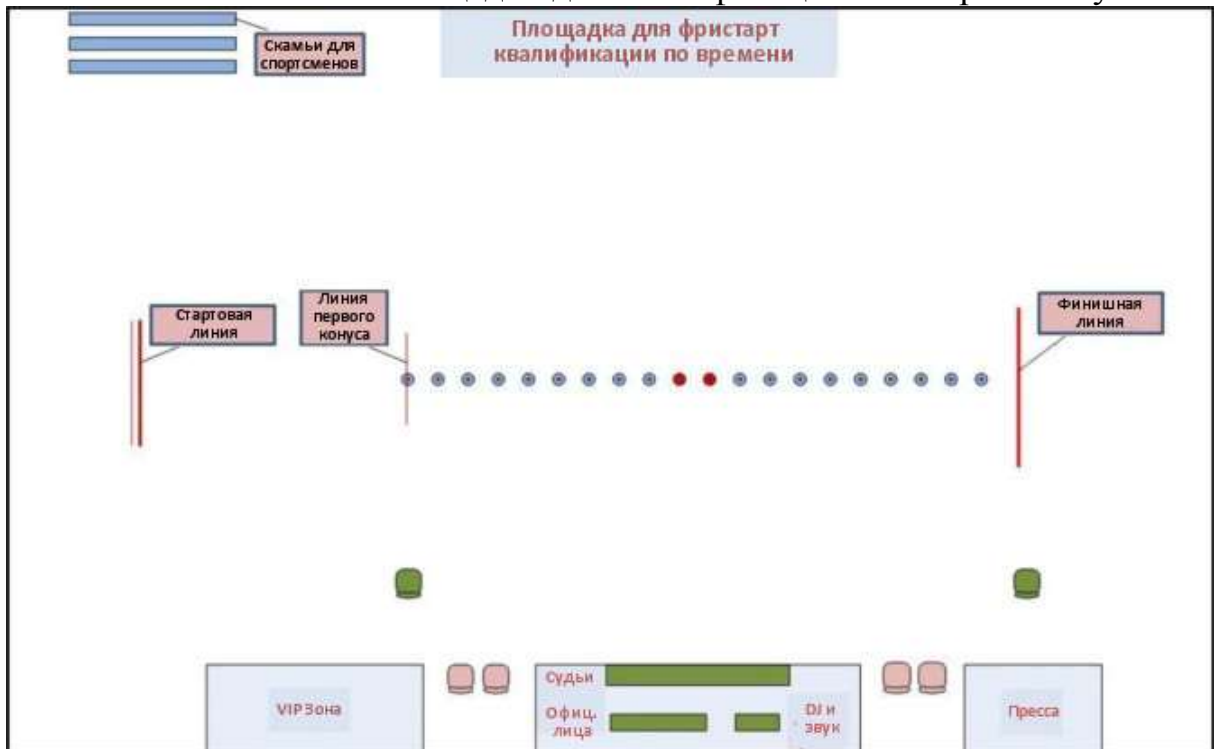 Скамьи для
спортсменов
Площадка для фристарт
квалификации по времени
Стартовая
линия
Линия
первого
конуса
Финишная
линия
VIP Зона
Судьи
Офиц.
лица
DJ и
звук
Пресса